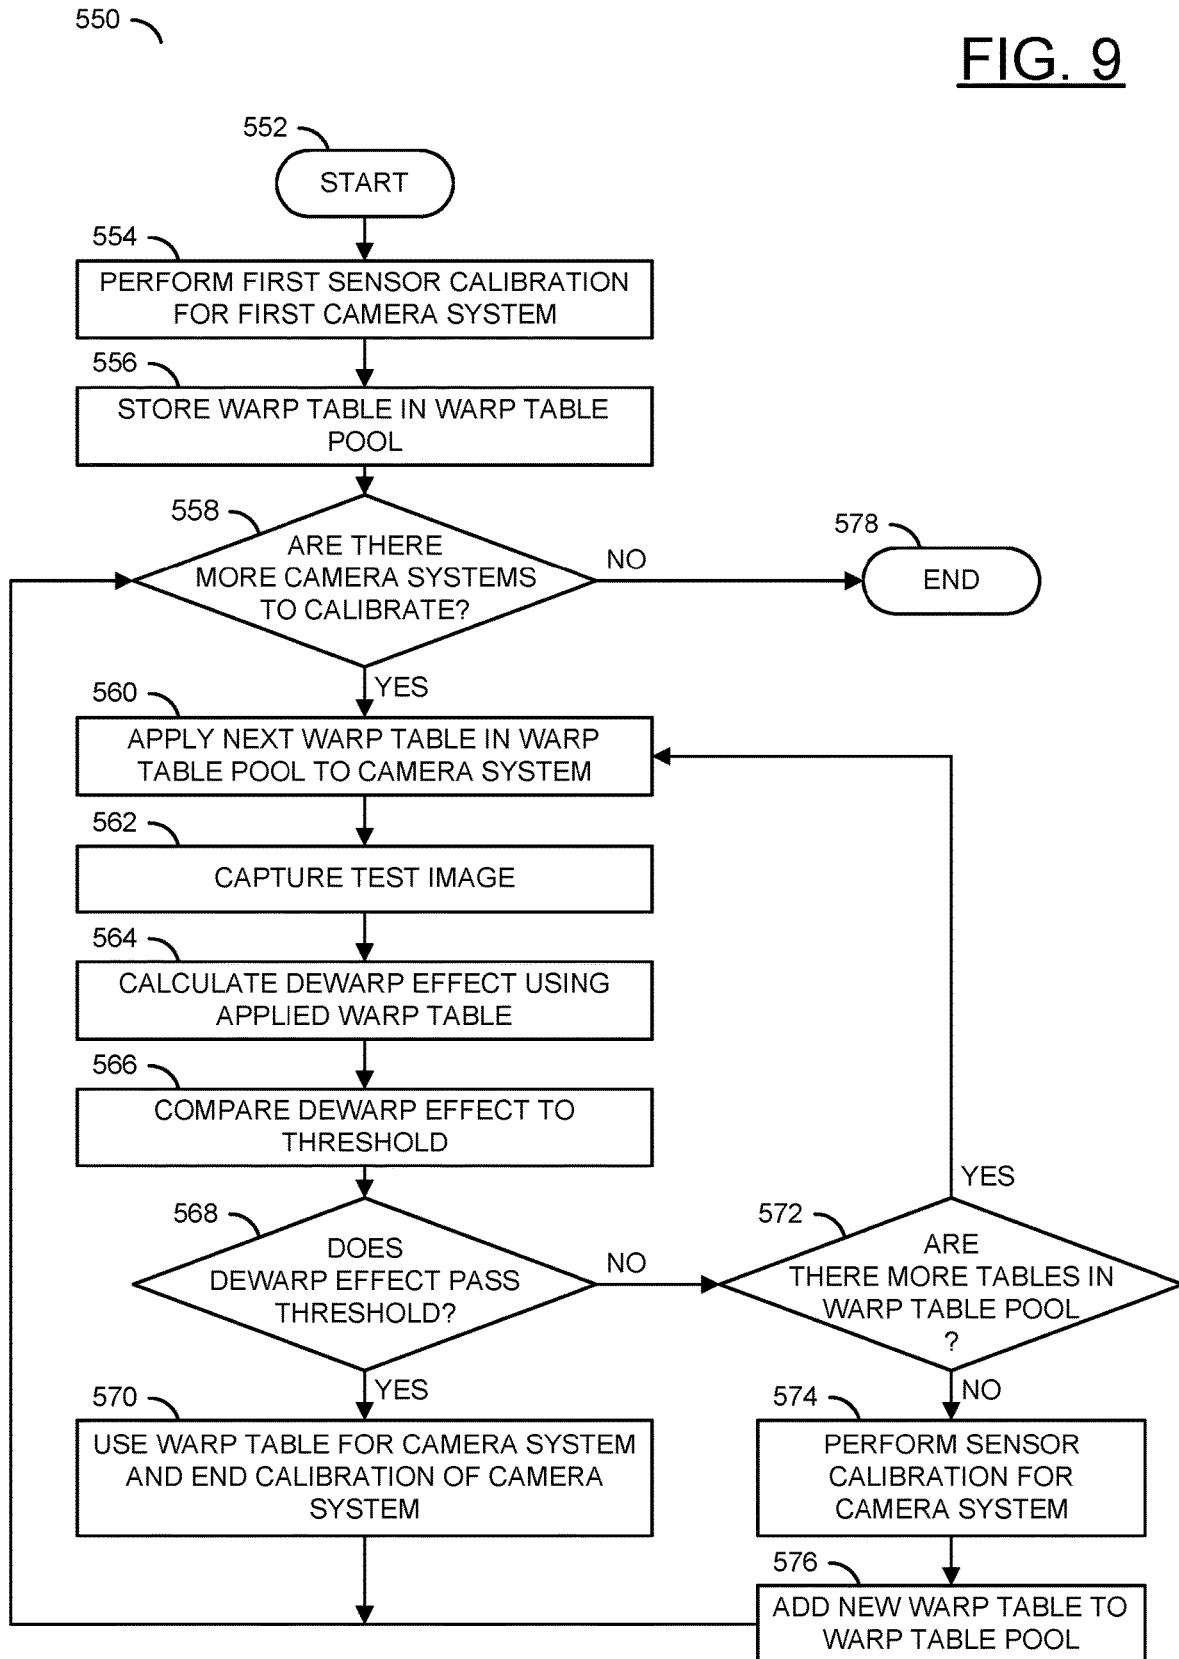 550
FIG. 9
552
START
554
PERFORM FIRST SENSOR CALIBRATION
FOR FIRST CAMERA SYSTEM
556
STORE WARP TABLE IN WARP TABLE
POOL
558
ARE THERE
MORE CAMERA SYSTEMS
TO CALIBRATE?
NO
578
END
YES
560
APPLY NEXT WARP TABLE IN WARP
TABLE POOL TO CAMERA SYSTEM
562
CAPTURE TEST IMAGE
564
CALCULATE DEWARP EFFECT USING
APPLIED WARP TABLE
566
COMPARE DEWARP EFFECT TO
THRESHOLD
568
DOES
DEWARP EFFECT PASS
THRESHOLD?
NO
YES
572
ARE
THERE MORE TABLES IN
WARP TABLE POOL
?
YES
NO
570
USE WARP TABLE FOR CAMERA SYSTEM
AND END CALIBRATION OF CAMERA
SYSTEM
574
PERFORM SENSOR
CALIBRATION FOR
CAMERA SYSTEM
576
ADD NEW WARP TABLE TO
WARP TABLE POOL